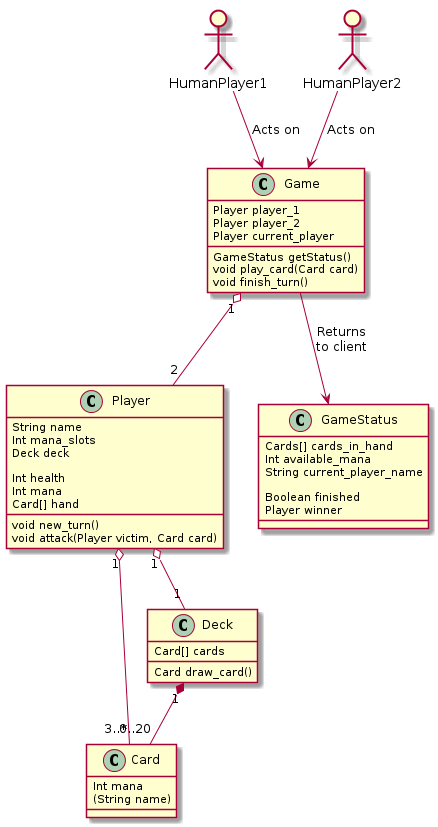 HumanPlayer1
HumanPlayer2
Acts on
Acts on
C Game
Player player_1
Player player_2
Player current_player
GameStatus getStatus()
void play_card(Card card)
void finish_turn()
1
Returns
to client
2
C Player
String name
Int mana_slots
Deck deck
Int health
Int mana
Card[] hand
void new_turn()
void attack(Player victim, Card card)
C GameStatus
Cards[] cards_in_hand
Int available_mana
String current_player_name
Boolean finished
Player winner
1
1
1
C Deck
Card[] cards
Card draw_card()
1
3..*
0..20
C Card
Int mana
(String name)